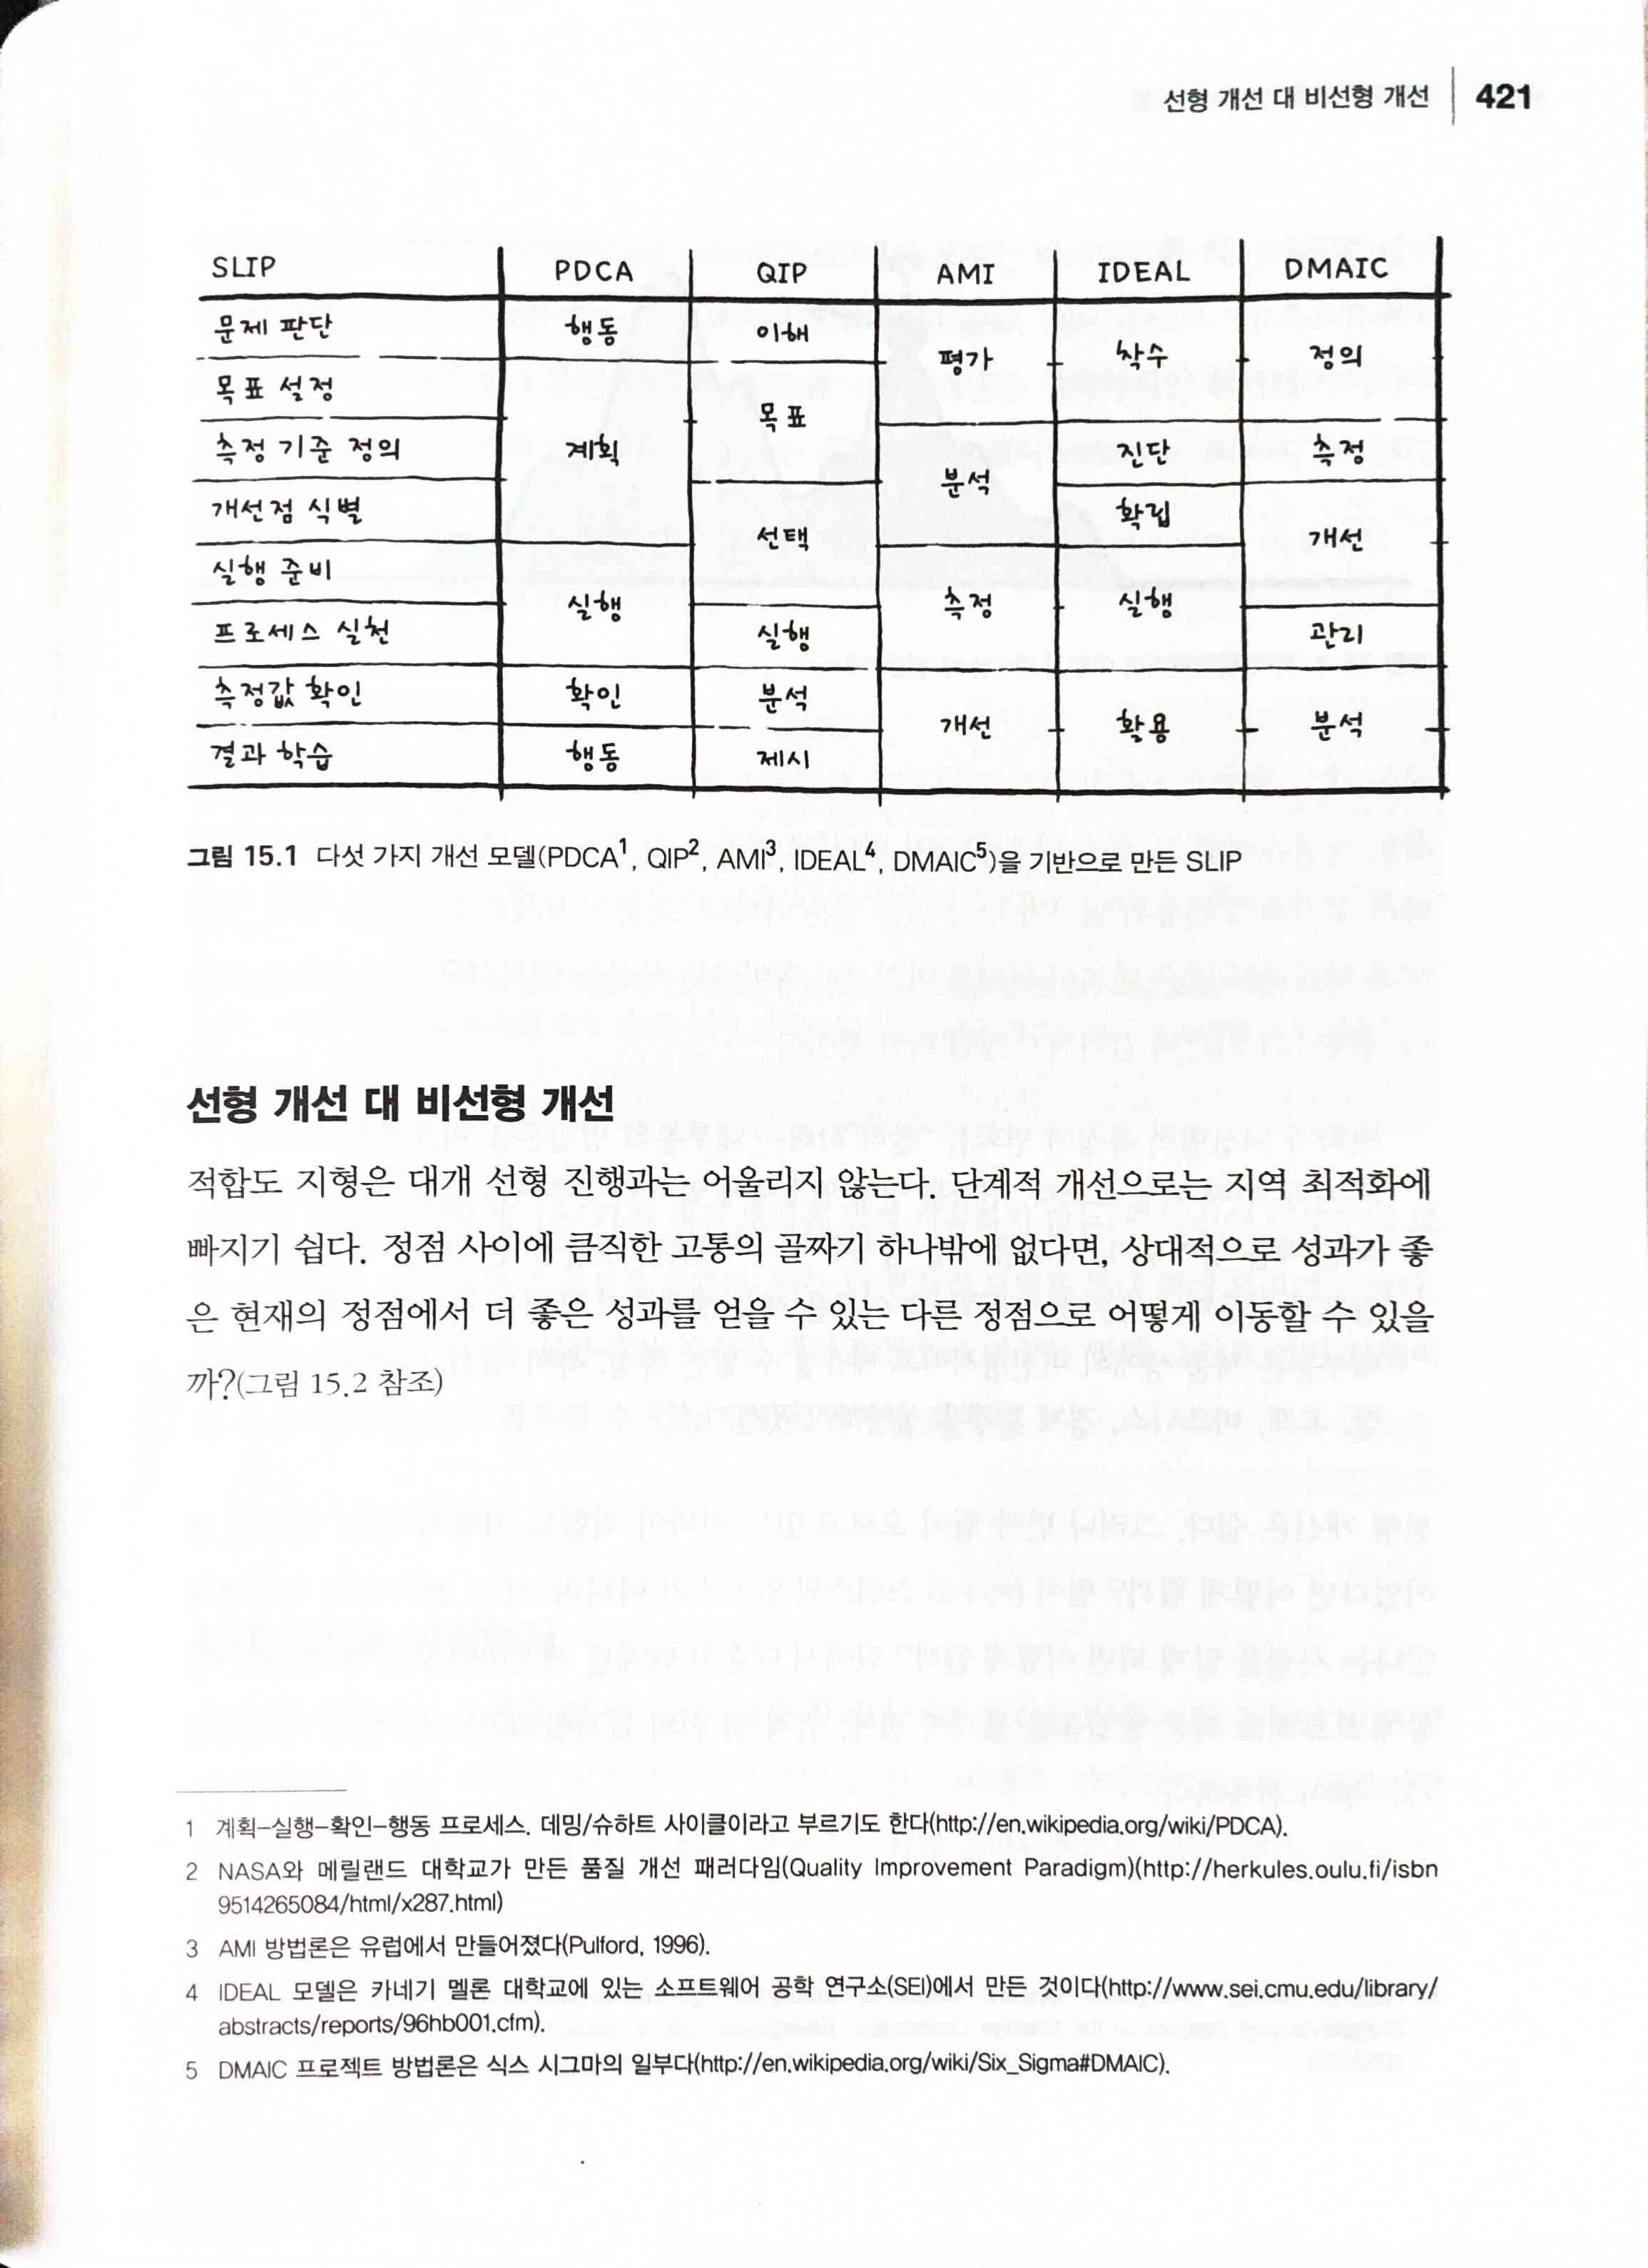 선형 개선 대 비선형 개선 421
SLIP PDCA QIP AMI IDEAL DMAIC
문제 판단 행동 이해
평가 착수 정의
목표 설정
목표
측정 기준 정의 계획 진단 측정
분석
개선점 식별 확립
선택 개선
실행 준비
실행 측정 실행
프로세스 실천 실행 관리
측정값 확인 확인 분석
개선 활용 분석
결과 학습 행동 제시
그림 15.1 다섯 가지 개선 모델(PDCA¹, QIP², AMI³, IDEAL⁴, DMAIC⁵)을 기반으로 만든 SLIP
선형 개선 대 비선형 개선
적합도 지형은 대개 선형 진행과는 어울리지 않는다. 단계적 개선으로는 지역 최적화에
빠지기 쉽다. 정점 사이에 큼직한 고통의 골짜기 하나밖에 없다면, 상대적으로 성과가 좋
은 현재의 정점에서 더 좋은 성과를 얻을 수 있는 다른 정점으로 어떻게 이동할 수 있을
까?(그림 15.2 참조)
1 계획–실행–확인–행동 프로세스. 데밍/슈하트 사이클이라고 부르기도 한다(http://en.wikipedia.org/wiki/PDCA).
2 NASA와 메릴랜드 대학교가 만든 품질 개선 패러다임(Quality Improvement Paradigm)(http://herkules.oulu.fi/isbn
9514265084/html/x287.html)
3 AMI 방법론은 유럽에서 만들어졌다(Pulford, 1996).
4 IDEAL 모델은 카네기 멜론 대학교에 있는 소프트웨어 공학 연구소(SEI)에서 만든 것이다(http://www.sei.cmu.edu/library/
abstracts/reports/96hb001.cfm).
5 DMAIC 프로젝트 방법론은 식스 시그마의 일부다(http://en.wikipedia.org/wiki/Six_Sigma#DMAIC).